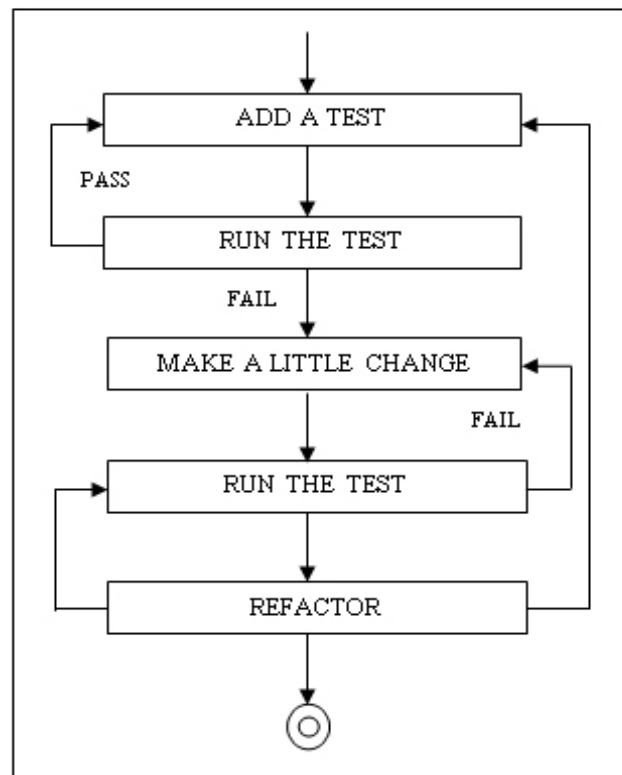 ADD A TEST
PASS
RUN THE TEST
FAIL
MAKE A LITTLE CHANGE
FAIL
RUN THE TEST
REFACTOR